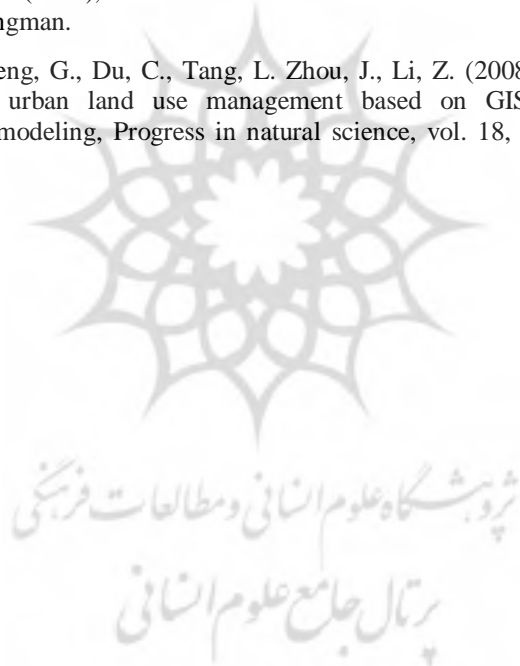 ngman.
eng, G., Du, C., Tang, L. Zhou, J., Li, Z. (2008
urban land use management based on GIS
modeling, Progress in natural science, vol. 18,
پژوهشگاه علوم انسانی و مطالعات فرهنگی
پرتال جامع علوم انسانی